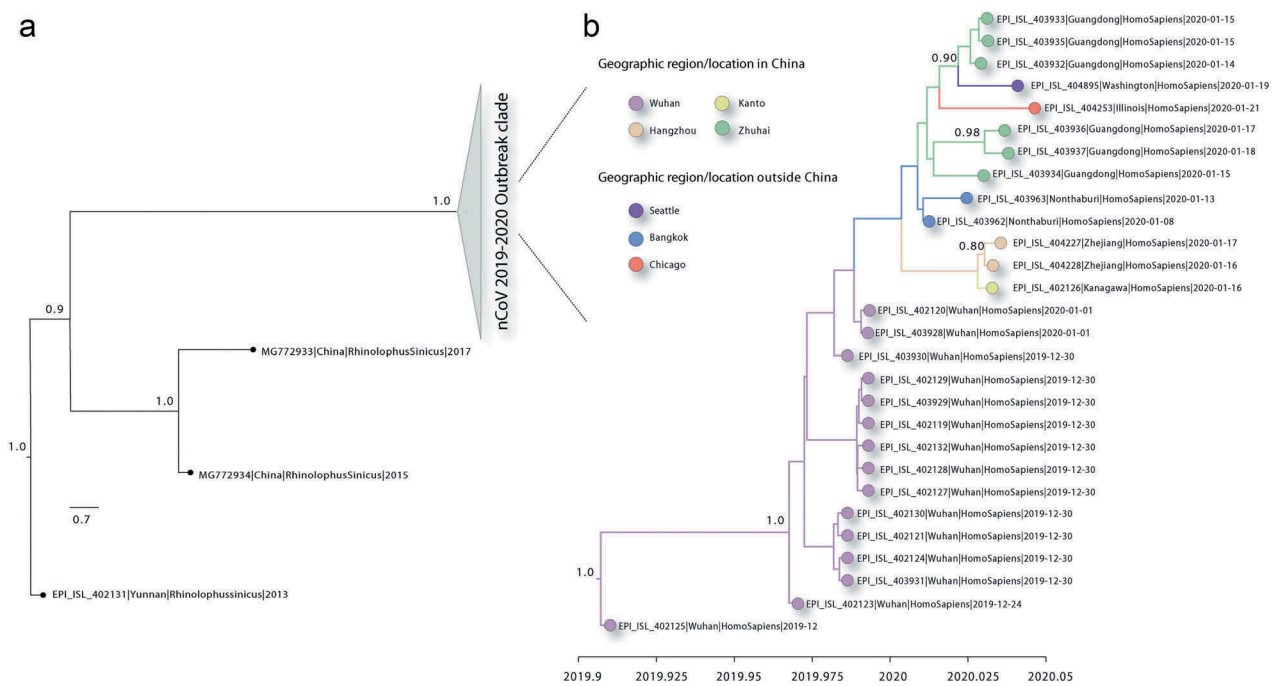 a
1.0
nCoV 2019-2020 Outbreak clade
0.9
MG772933|China|RhinolophusSinicus|2017
1.0
1.0
MG772934|China|RhinolophusSinicus|2015
0.7
EPI_ISL_402131|Yunnan|Rhinolophussinicus|2013
b
Geographic region/location in China
Wuhan
Kanto
Hangzhou
Zhuhai
Geographic region/location outside China
Seattle
Bangkok
Chicago
EPI_ISL_403933|Guangdong|HomoSapiens|2020-01-15
EPI_ISL_403935|Guangdong|HomoSapiens|2020-01-15
0.90
EPI_ISL_403932|Guangdong|HomoSapiens|2020-01-14
EPI_ISL_404895|Washington|HomoSapiens|2020-01-19
EPI_ISL_404253|Illinois|HomoSapiens|2020-01-21
0.98
EPI_ISL_403936|Guangdong|HomoSapiens|2020-01-17
EPI_ISL_403937|Guangdong|HomoSapiens|2020-01-18
EPI_ISL_403934|Guangdong|HomoSapiens|2020-01-15
EPI_ISL_403963|Nonthaburi|HomoSapiens|2020-01-13
EPI_ISL_403962|Nonthaburi|HomoSapiens|2020-01-08
0.80
EPI_ISL_404227|Zhejiang|HomoSapiens|2020-01-17
EPI_ISL_404228|Zhejiang|HomoSapiens|2020-01-16
EPI_ISL_402126|Kanagawa|HomoSapiens|2020-01-16
EPI_ISL_402120|Wuhan|HomoSapiens|2020-01-01
EPI_ISL_403928|Wuhan|HomoSapiens|2020-01-01
EPI_ISL_403930|Wuhan|HomoSapiens|2019-12-30
EPI_ISL_402129|Wuhan|HomoSapiens|2019-12-30
EPI_ISL_403929|Wuhan|HomoSapiens|2019-12-30
EPI_ISL_402119|Wuhan|HomoSapiens|2019-12-30
EPI_ISL_402132|Wuhan|HomoSapiens|2019-12-30
EPI_ISL_402128|Wuhan|HomoSapiens|2019-12-30
EPI_ISL_402127|Wuhan|HomoSapiens|2019-12-30
EPI_ISL_402130|Wuhan|HomoSapiens|2019-12-30
1.0
EPI_ISL_402121|Wuhan|HomoSapiens|2019-12-30
EPI_ISL_402124|Wuhan|HomoSapiens|2019-12-30
1.0
EPI_ISL_403931|Wuhan|HomoSapiens|2019-12-30
EPI_ISL_402123|Wuhan|HomoSapiens|2019-12-24
EPI_ISL_402125|Wuhan|HomoSapiens|2019-12
2019.9 2019.925 2019.95 2019.975 2020 2020.025 2020.05